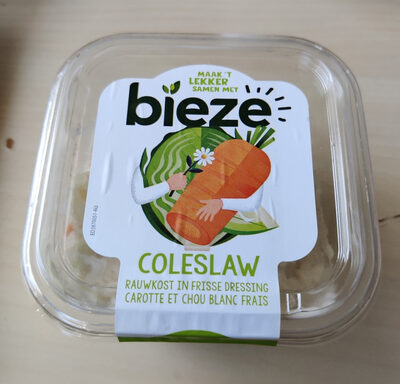 MAAK 'T
LEKKER
SAMEN MET
bieze
COLESLAW
RAUWKOST IN FRISSE DRESSING
CAROTTE ET CHOU BLANC FRAIS